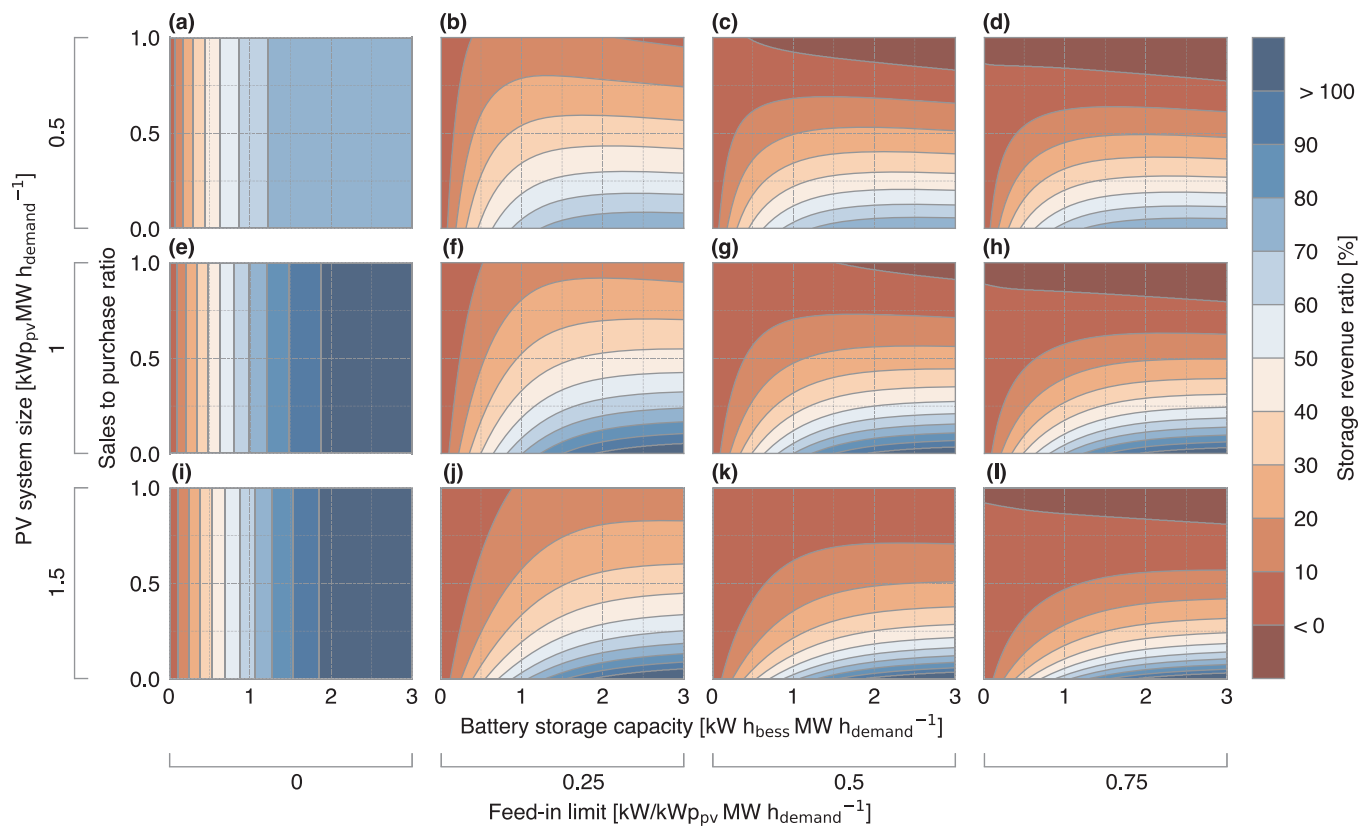 (a) (b) (c) (d)
1.0
0.5
0.0
0.5
> 100
90
80
70
60
50
40
30
20
10
< 0
Storage revenue ratio [%]
PV system size [kWp_pv MW h_demand^−1]
Sales to purchase ratio
(e) (f) (g) (h)
1.0
0.5
0.0
1
(i) (j) (k) (l)
1.0
0.5
0.0
1.5
0 1 2 3 0 1 2 3 0 1 2 3 0 1 2 3
Battery storage capacity [kW h_bess MW h_demand^−1]
0 0.25 0.5 0.75
Feed-in limit [kW/kWp_pv MW h_demand^−1]